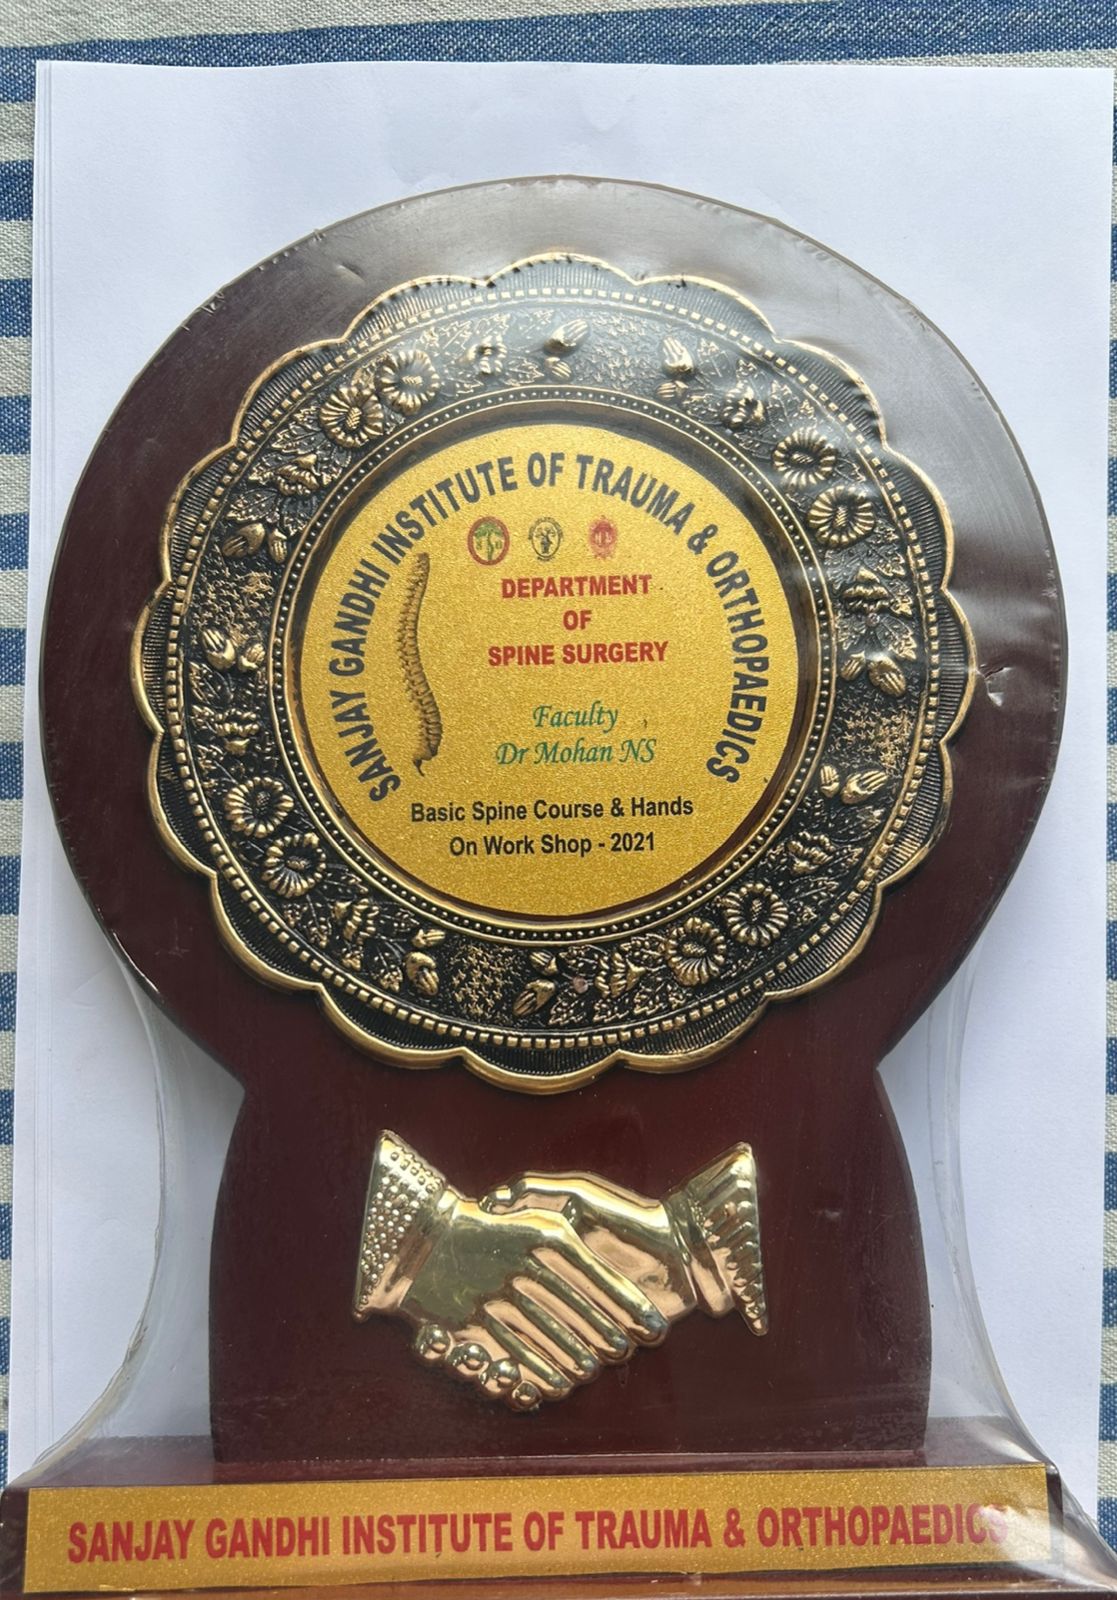 SANJAY GANDHI INSTITUTE OF TRAUMA & ORTHOPAEDICS
DEPARTMENT
OF
SPINE SURGERY
Faculty
Dr Mohan NS
Basic Spine Course & Hands
On Work Shop - 2021
SANJAY GANDHI INSTITUTE OF TRAUMA & ORTHOPAEDICS